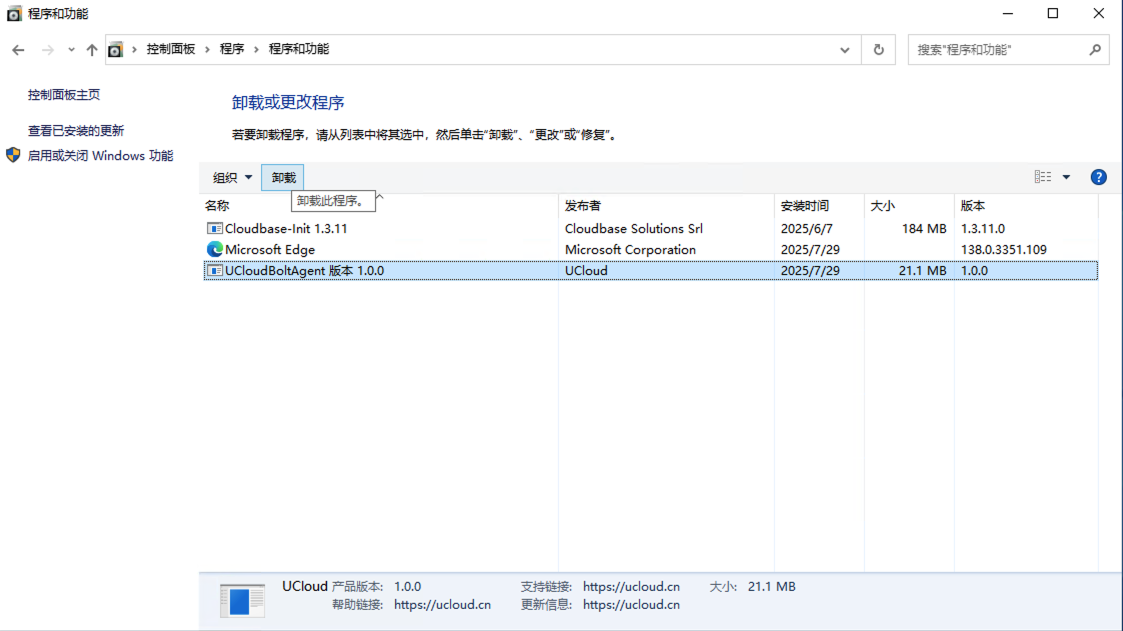 程序和功能
控制面板 程序 程序和功能
搜索"程序和功能"
控制面板主页
查看已安装的更新
启用或关闭 Windows 功能
卸载或更改程序
若要卸载程序，请从列表中将其选中，然后单击“卸载”、“更改”或“修复”。
组织 卸载
卸载此程序。
名称 发布者 安装时间 大小 版本
Cloudbase-Init 1.3.11 Cloudbase Solutions Srl 2025/6/7 184 MB 1.3.11.0
Microsoft Edge Microsoft Corporation 2025/7/29 138.0.3351.109
UCloudBoltAgent 版本 1.0.0 UCloud 2025/7/29 21.1 MB 1.0.0
UCloud 产品版本: 1.0.0 支持链接: https://ucloud.cn 大小: 21.1 MB
帮助链接: https://ucloud.cn 更新信息: https://ucloud.cn